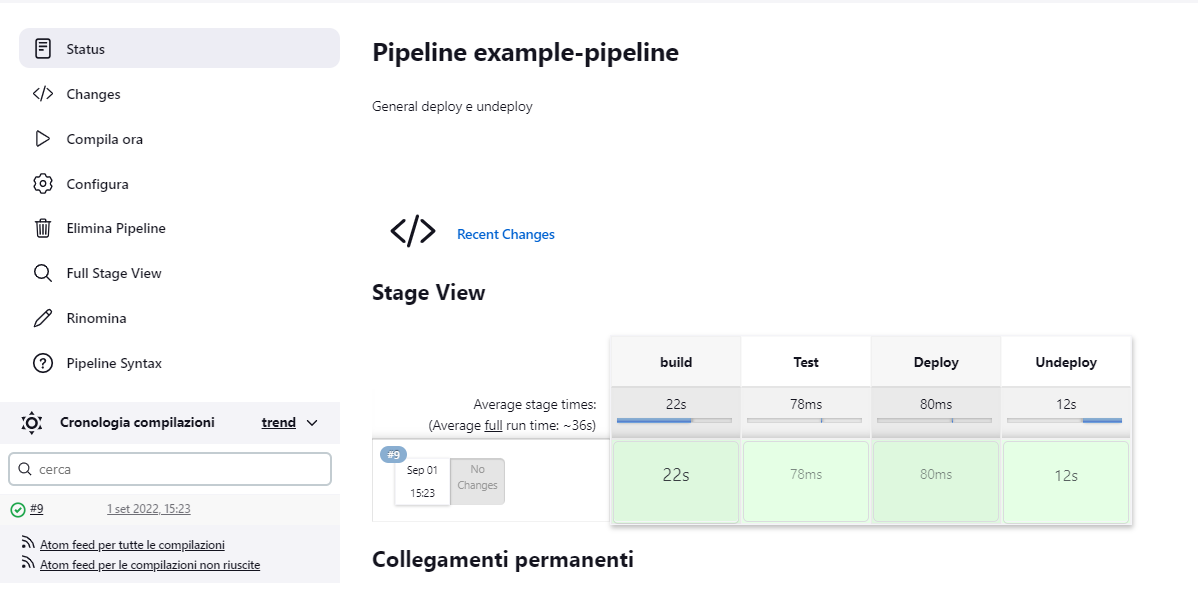 Status
Changes
Compila ora
Configura
Elimina Pipeline
Full Stage View
Rinomina
Pipeline Syntax
Cronologia compilazioni
trend
cerca
#9
1 set 2022, 15:23
Atom feed per tutte le compilazioni
Atom feed per le compilazioni non riuscite
Pipeline example-pipeline
General deploy e undeploy
Recent Changes
Stage View
build
Test
Deploy
Undeploy
Average stage times:
(Average full run time: ~36s)
22s
78ms
80ms
12s
#9
Sep 01
15:23
No
Changes
22s
78ms
80ms
12s
Collegamenti permanenti